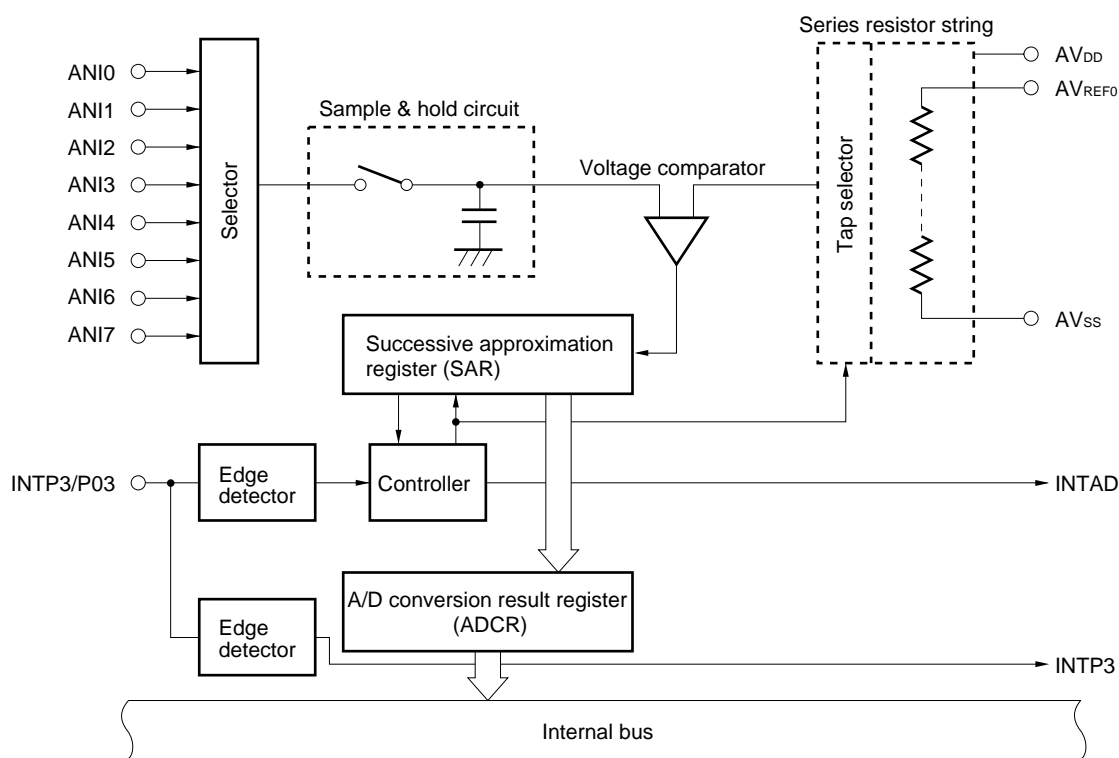 Series resistor string
AVDD
AVREF0
ANI0
ANI1
ANI2
ANI3
ANI4
ANI5
ANI6
ANI7
Selector
Sample & hold circuit
Voltage comparator
Tap selector
AVSS
Successive approximation
register (SAR)
INTP3/P03
Edge
detector
Controller
INTAD
A/D conversion result register
(ADCR)
Edge
detector
INTP3
Internal bus